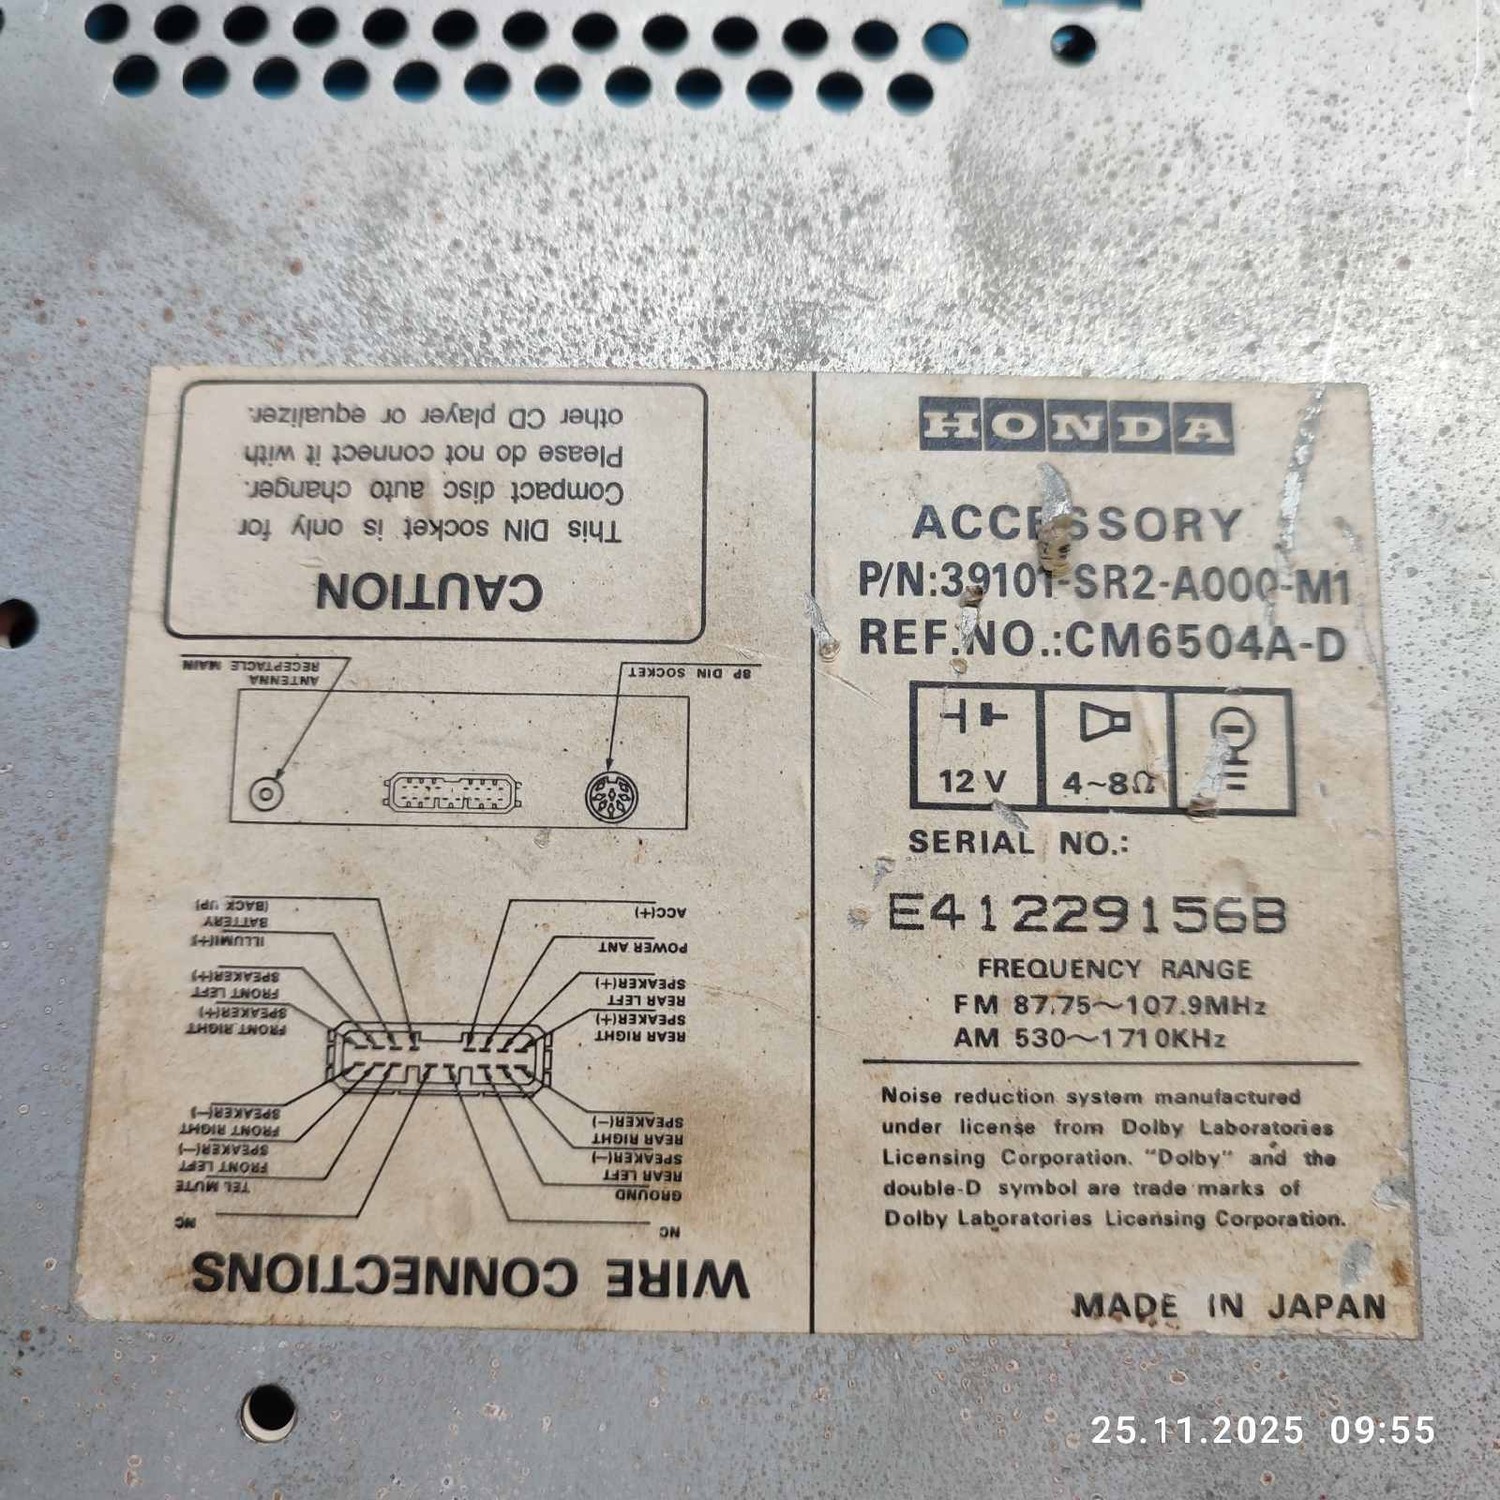 HONDA
ACCESSORY
P/N:39101-SR2-A000-M1
REF.NO.:CM6504A-D
12V
4~8Ω
SERIAL NO.:
E41229156B
FREQUENCY RANGE
FM 87.75~107.9MHz
AM 530~1710KHz
Noise reduction system manufactured
under license from Dolby Laboratories
Licensing Corporation. "Dolby" and the
double-D symbol are trade marks of
Dolby Laboratories Licensing Corporation.
MADE IN JAPAN
WIRE CONNECTIONS
NC
GROUND
REAR LEFT
SPEAKER(−)
REAR RIGHT
SPEAKER(−)
NC
TEL MUTE
FRONT LEFT
SPEAKER(−)
FRONT RIGHT
SPEAKER(−)
REAR RIGHT
SPEAKER(+)
REAR LEFT
SPEAKER(+)
POWER ANT
ACC(+)
FRONT RIGHT
SPEAKER(+)
FRONT LEFT
SPEAKER(+)
ILLUMI(+)
BATTERY
(BACK UP)
8P DIN SOCKET
ANTENNA
RECEPTACLE MAIN
CAUTION
This DIN socket is only for
Compact disc auto changer.
Please do not connect it with
other CD player or equalizer.
25.11.2025 09:55